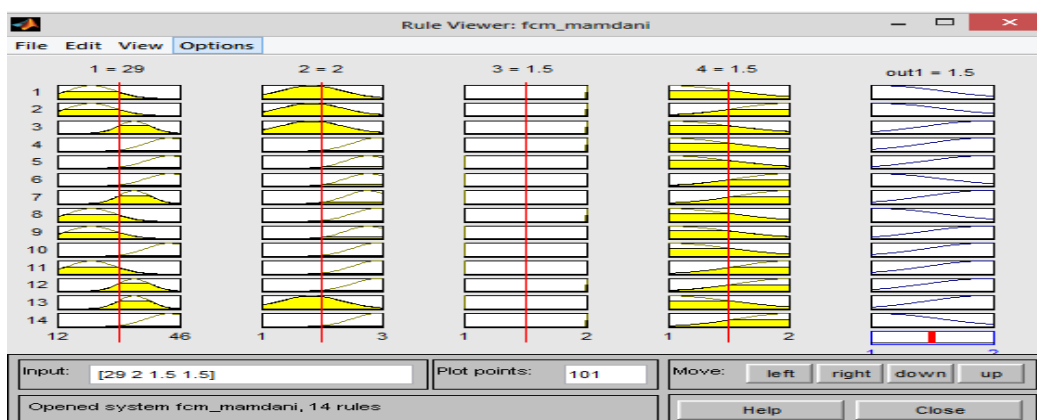 Rule Viewer: fcm_mamdani
File Edit View Options
1 = 29 2 = 2 3 = 1.5 4 = 1.5 out1 = 1.5
1
2
3
4
5
6
7
8
9
10
11
12
13
14
12 46 1 3 1 2 1 2 1 2
Input: [29 2 1.5 1.5] Plot points: 101 Move: left right down up
Opened system fcm_mamdani, 14 rules Help Close